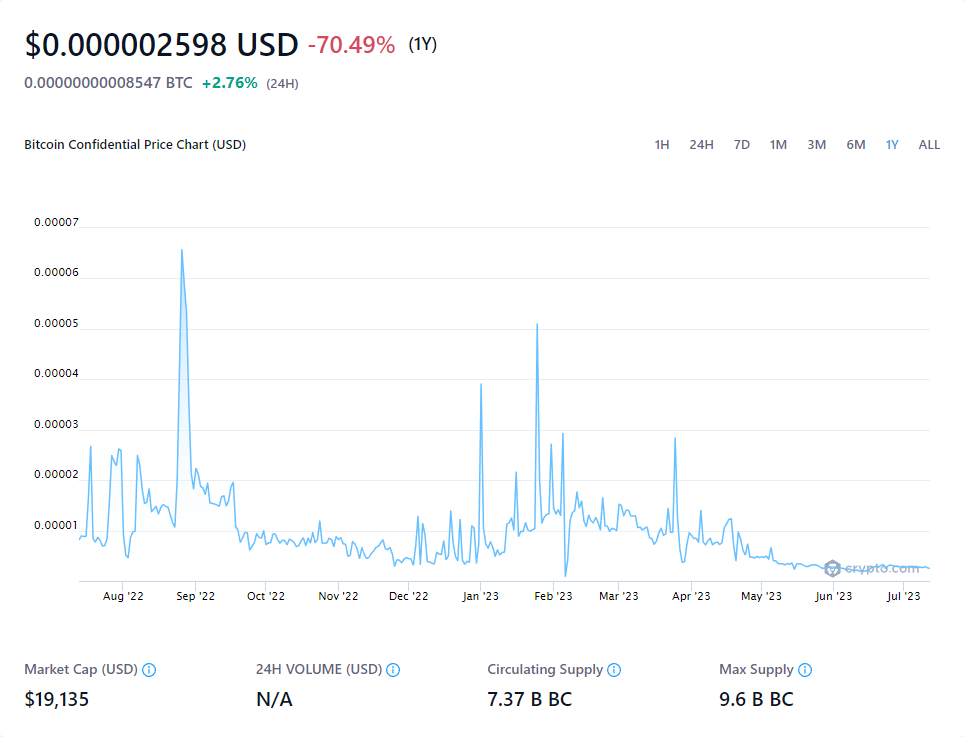 $0.000002598 USD -70.49% (1Y)
0.00000000008547 BTC +2.76% (24H)
Bitcoin Confidential Price Chart (USD) 1H 24H 7D 1M 3M 6M 1Y ALL
0.00007
0.00006
0.00005
0.00004
0.00003
0.00002
0.00001
crypto.com
Aug '22 Sep '22 Oct '22 Nov '22 Dec '22 Jan '23 Feb '23 Mar '23 Apr '23 May '23 Jun '23 Jul '23
Market Cap (USD) 24H VOLUME (USD) Circulating Supply Max Supply
$19,135 N/A 7.37 B BC 9.6 B BC